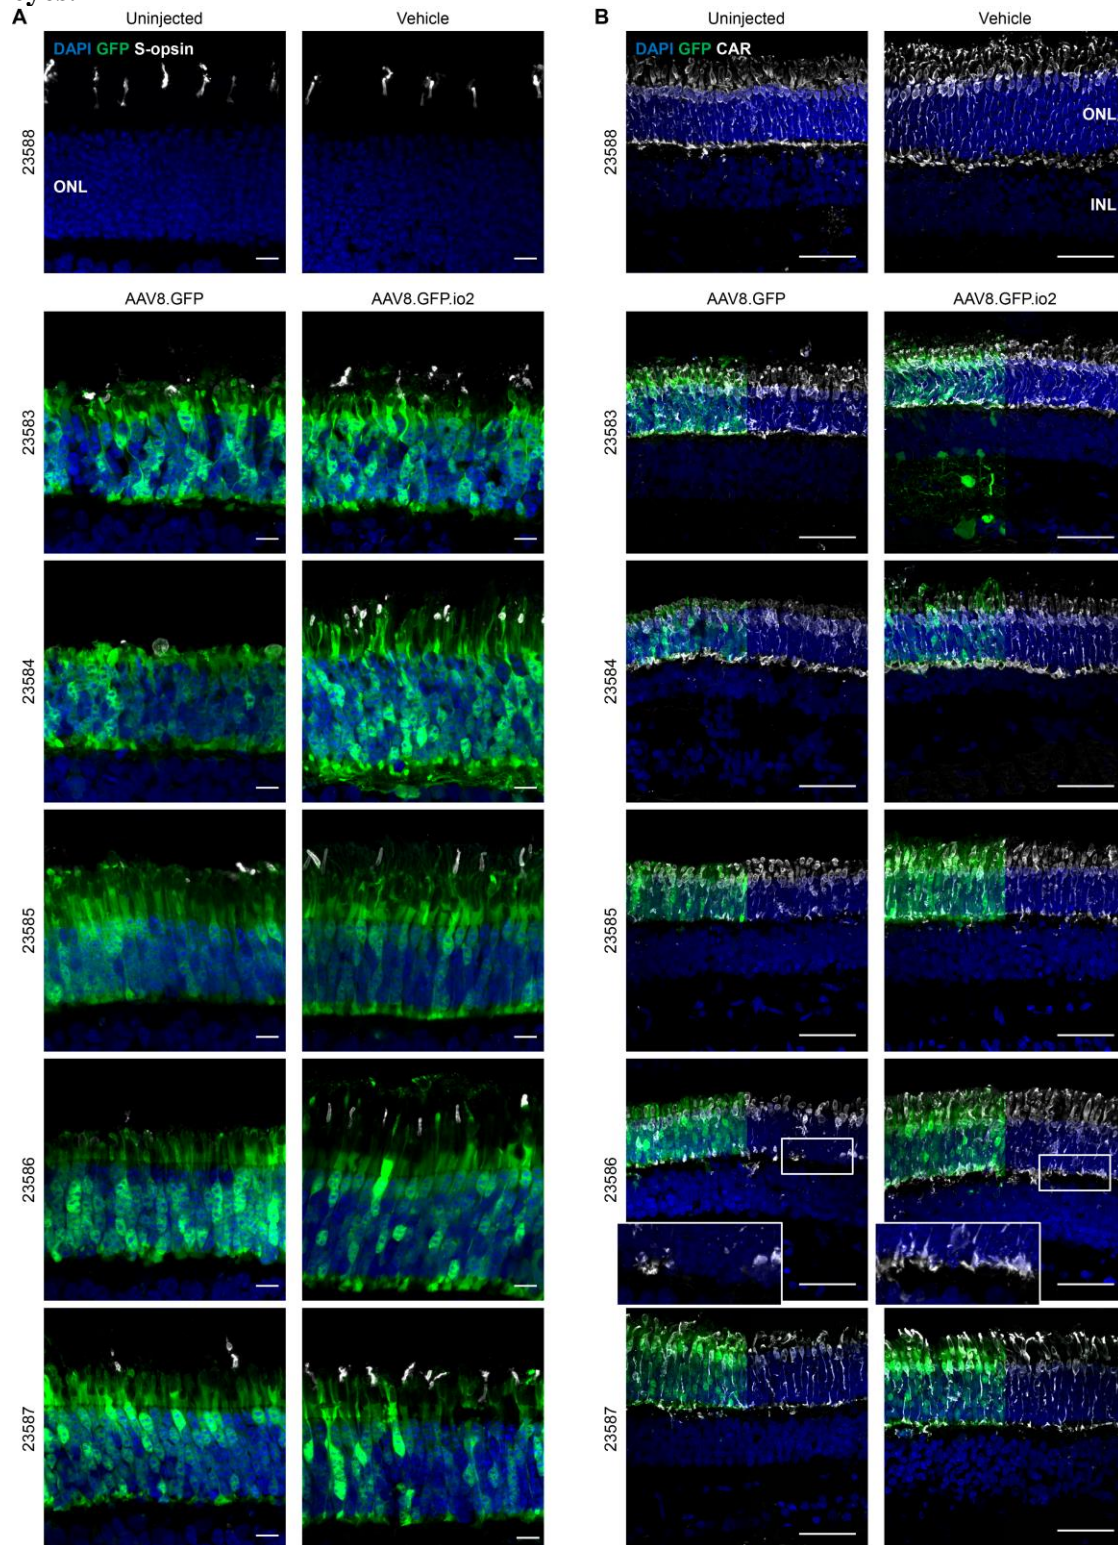 A Uninjected Vehicle B Uninjected Vehicle
DAPI GFP S-opsin DAPI GFP CAR
23588 ONL 23588 ONL
INL
AAV8.GFP AAV8.GFP.io2 AAV8.GFP AAV8.GFP.io2
23583 23583
23584 23584
23585 23585
23586 23586
23587 23587